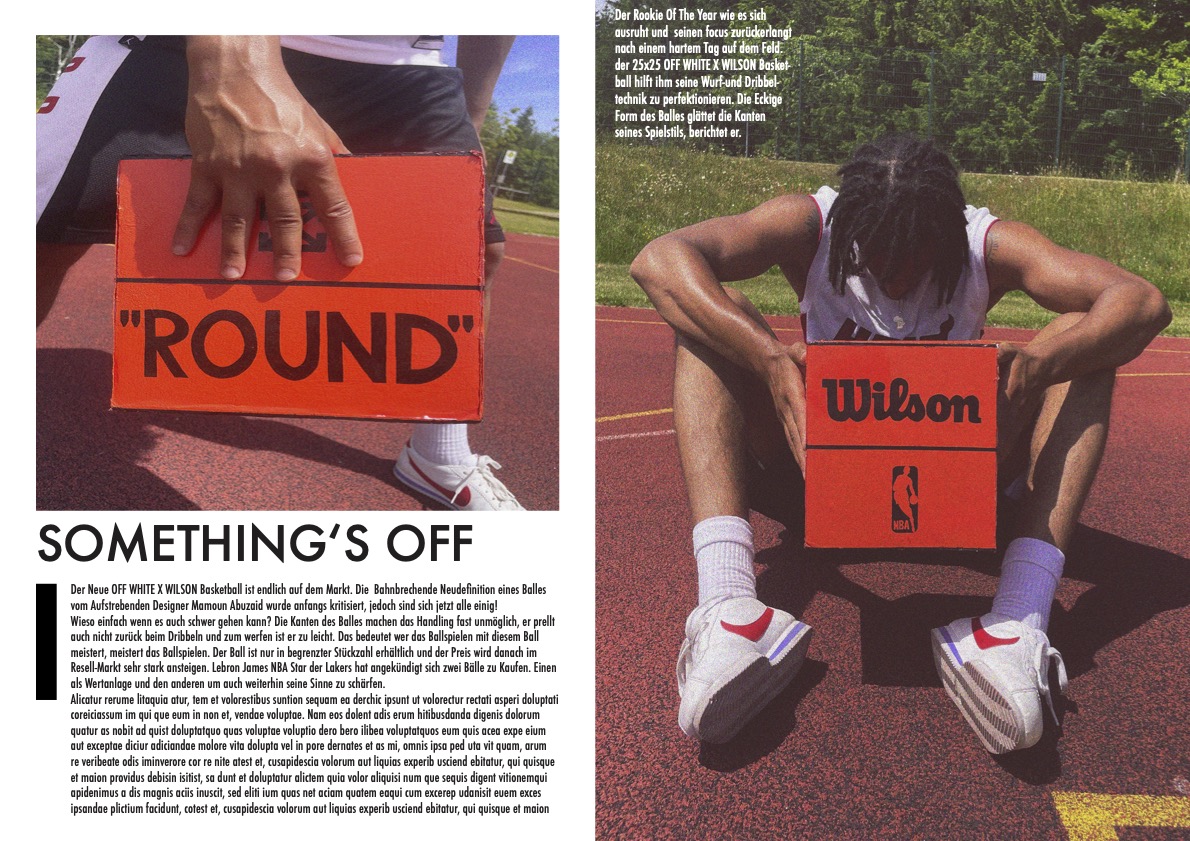 "ROUND"
SOMETHING'S OFF
Der Neue OFF WHITE X WILSON Basketball ist endlich auf dem Markt. Die Bahnbrechende Neudefinition eines Balles
vom Aufstrebenden Designer Mamoun Abuzaid wurde anfangs kritisiert, jedoch sind sich jetzt alle einig!
Wieso einfach wenn es auch schwer gehen kann? Die Kanten des Balles machen das Handling fast unmöglich, er prellt
auch nicht zurück beim Dribbeln und zum werfen ist er zu leicht. Das bedeutet wer das Ballspielen mit diesem Ball
meistert, meistert das Ballspielen. Der Ball ist nur in begrenzter Stückzahl erhältlich und der Preis wird danach im
Resell-Markt sehr stark ansteigen. Lebron James NBA Star der Lakers hat angekündigt sich zwei Bälle zu Kaufen. Einen
als Wertanlage und den anderen um auch weiterhin seine Sinne zu schärfen.
Alicatur rerume litaquia atur, tem et volorestibus suntion sequam ea derchic ipsunt ut volorectur rectati asperi doluptati
coreiciassum im qui que eum in non et, vendae voluptae. Nam eos dolent adis erum hitibusdanda digenis dolorum
quatur as nobit ad quist doluptatquo quas voluptae voluptio dero bero ilibea voluptatquos eum quis acea expe eium
aut exceptae diciur adiciandae molore vita dolupta vel in pore dernates et as mi, omnis ipsa ped uta vit quam, arum
re veribeate odis iminverore cor re nite atest et, cusapidescia volorum aut liquias experib usciend ebitatur, qui quisque
et maion providus debisin isitist, sa dunt et doluptatur alictem quia volor aliquisi num que sequis digent vitionemqui
apidenimus a dis magnis aciis inuscit, sed eliti ium quas net aciam quatem eaqui cum excerep udanisit euem exces
ipsandae plictium facidunt, cotest et, cusapidescia volorum aut liquias experib usciend ebitatur, qui quisque et maion
Der Rookie Of The Year wie es sich
ausruht und seinen focus zurückerlangt
nach einem hartem Tag auf dem Feld.
der 25x25 OFF WHITE X WILSON Basket-
ball hilft ihm seine Wurf-und Dribbel-
technik zu perfektionieren. Die Eckige
Form des Balles glättet die Kanten
seines Spielstils, berichtet er.
Wilson
NBA